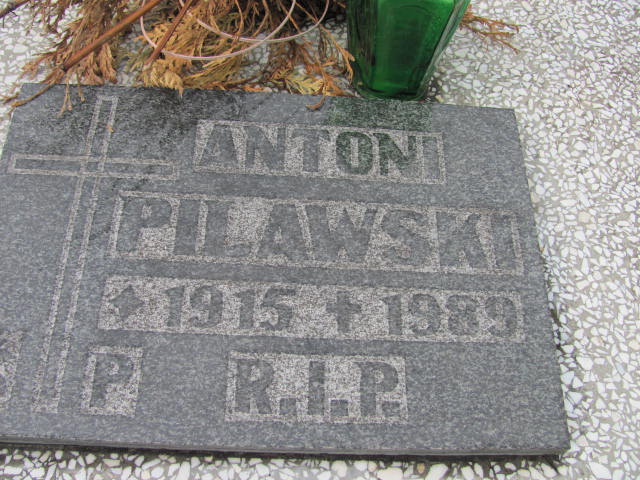 ANTONI
PILAWSKI
1915 1989
P R.I.P.